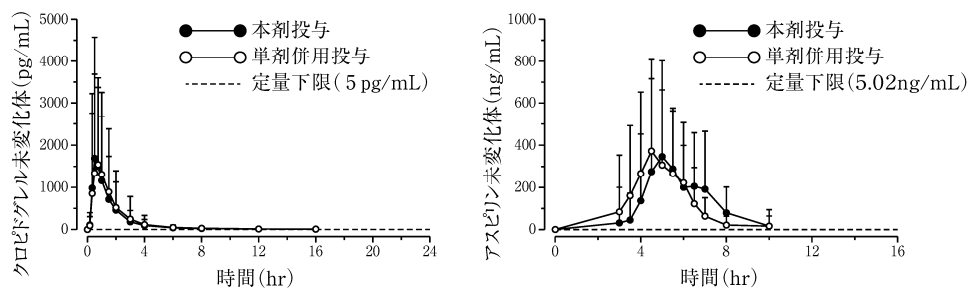 クロピドグレル未変化体(pg/mL)
5000
4000
3000
2000
1000
0
本剤投与
単剤併用投与
定量下限(5pg/mL)
0 4 8 12 16 20 24
時間(hr)
アスピリン未変化体(ng/mL)
1000
800
600
400
200
0
本剤投与
単剤併用投与
定量下限(5.02ng/mL)
0 4 8 12 16
時間(hr)